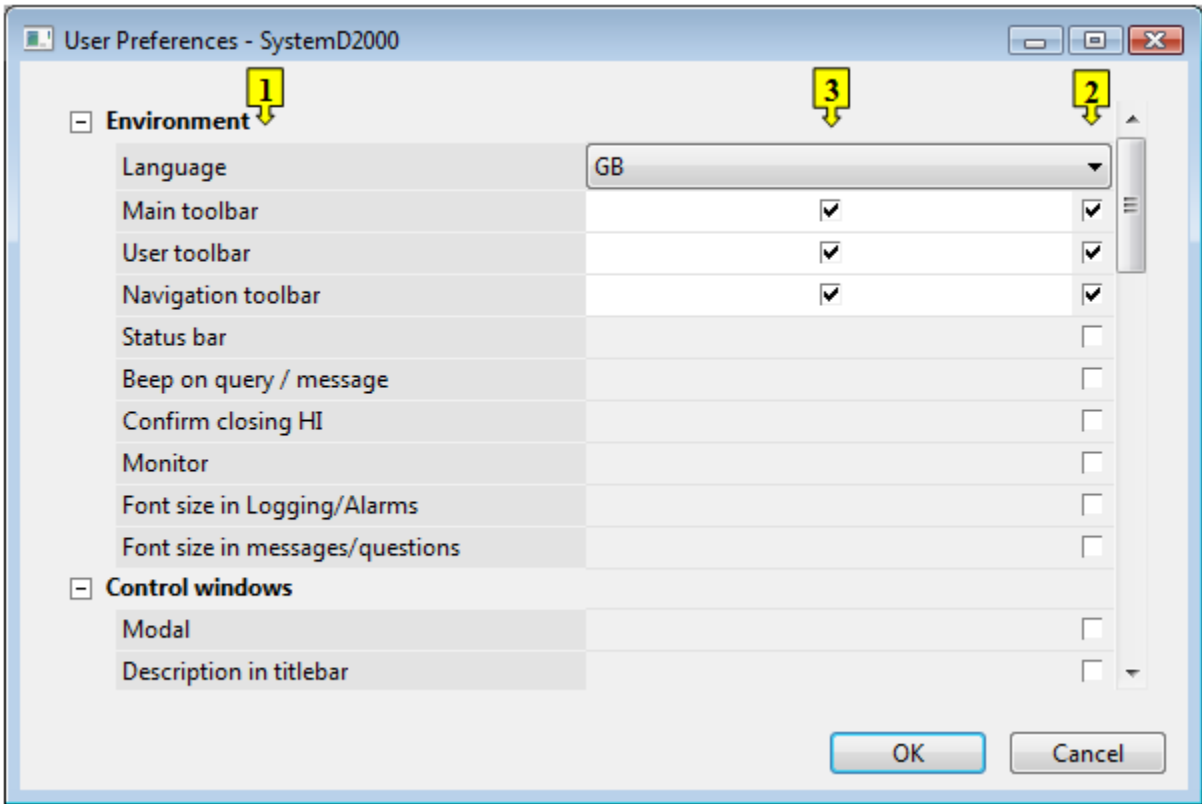 User Preferences - SystemD2000
1 3 2
Environment
Language GB
Main toolbar
User toolbar
Navigation toolbar
Status bar
Beep on query / message
Confirm closing HI
Monitor
Font size in Logging/Alarms
Font size in messages/questions
Control windows
Modal
Description in titlebar
OK Cancel